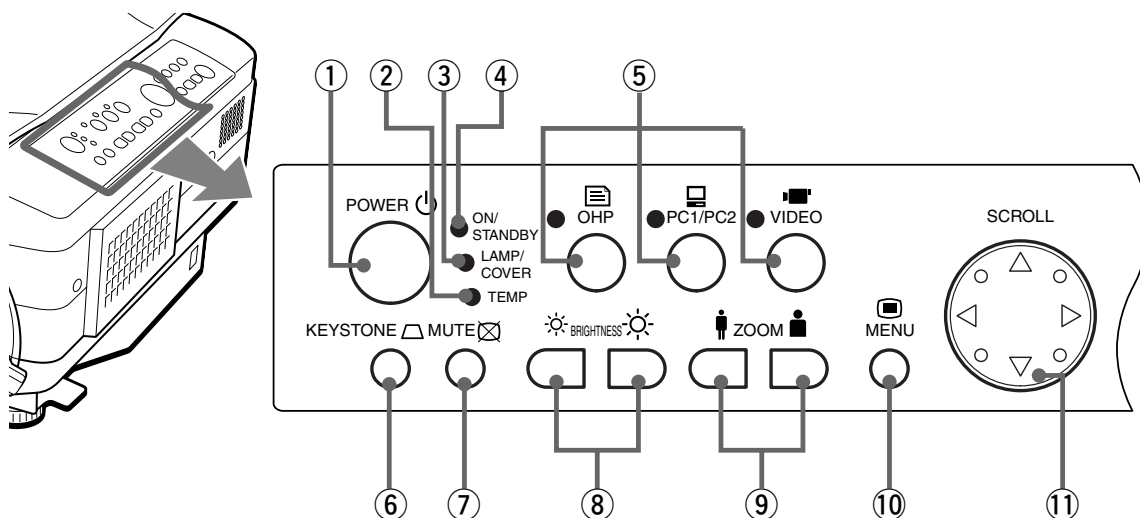 ① ② ③ ④ ⑤
POWER
ON/
STANDBY
LAMP/
COVER
TEMP
OHP
PC1/PC2
VIDEO
SCROLL
KEYSTONE
MUTE
BRIGHTNESS
ZOOM
MENU
⑥ ⑦ ⑧ ⑨ ⑩ ⑪